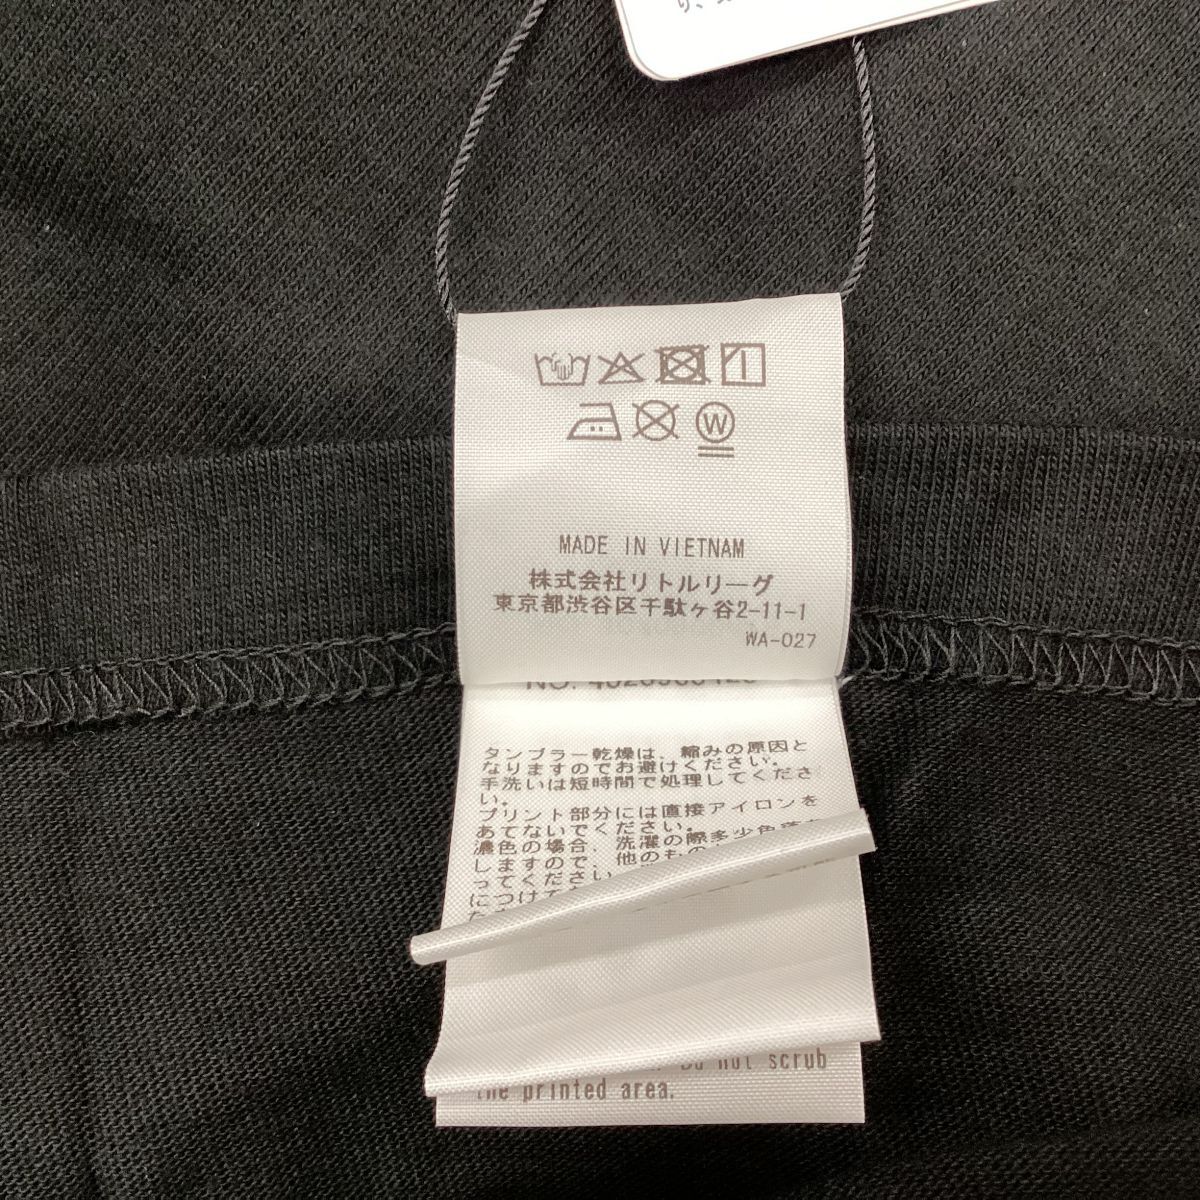 W
MADE IN VIETNAM
株式会社リトルリーグ
東京都渋谷区千駄ヶ谷2-11-1
WA-027
NO.
タンブラー乾燥は、縮みの原因と
なりますのでお避けください。
手洗いは短時間で処理してくださ
い。
プリント部分には直接アイロンを
あてないでください。
濃色の場合、洗濯の際多少色落
しますので、他のもの
ってください
につけて
Do not scrub
the printed area.